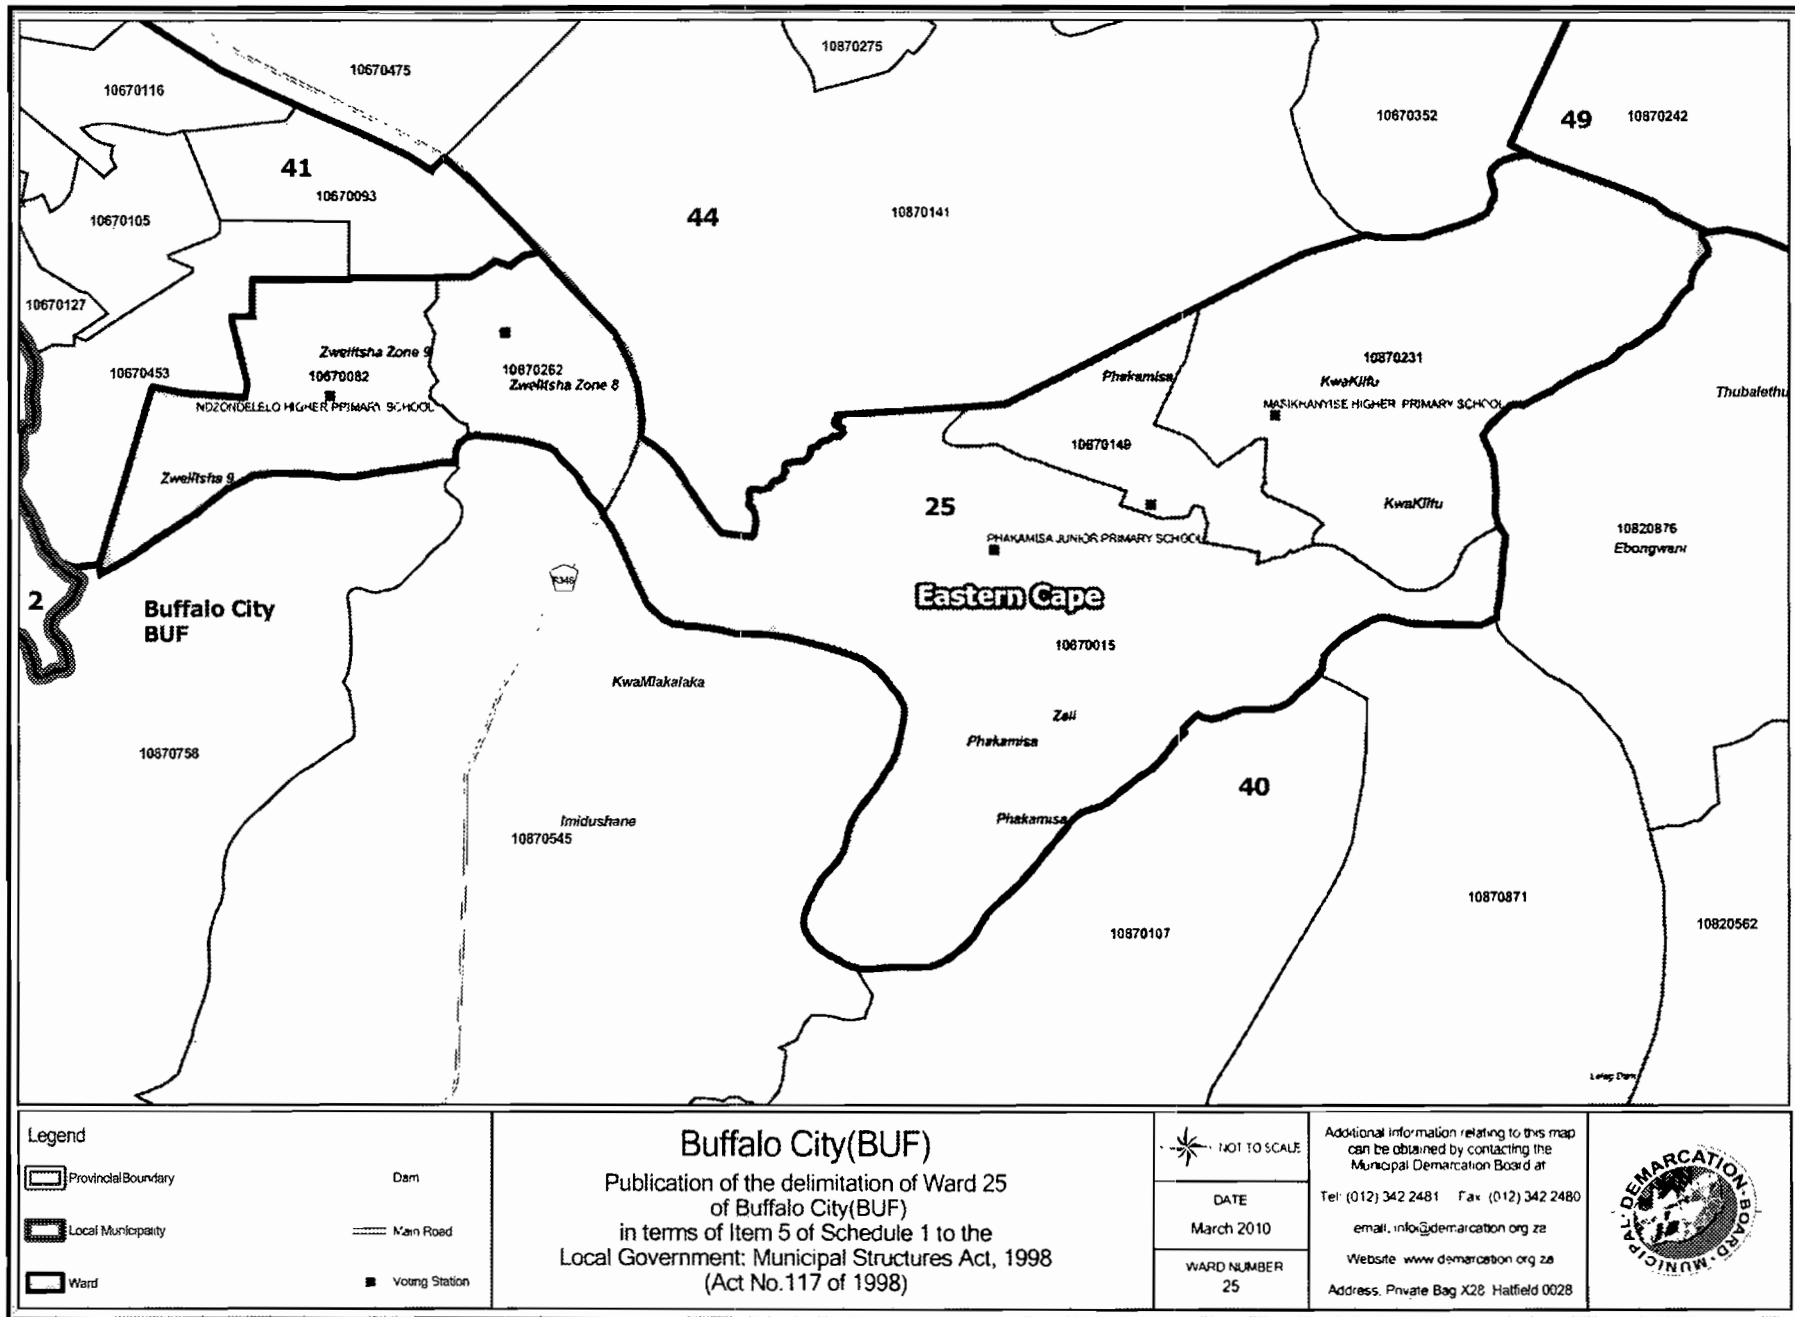 10670475
10870275
10670116
10670352
49
10870242
41
10670093
44
10870141
10670105
10670127
Zwelitsha Zone 9
10670082
10670453
NDZONDELELO HIGHER PRIMARY SCHOOL
10870262
Zwelitsha Zone 8
Phakamisa
10870231
KwaKlifu
MASIKHANYISE HIGHER PRIMARY SCHOOL
Thubalethu
10670149
Zwelitsha 9
25
KwaKlifu
PHAKAMISA JUNIOR PRIMARY SCHOOL
10820876
Ebongweni
R346
2
Buffalo City
BUF
Eastern Cape
10670015
KwaMlakalaka
Zeli
Phakamisa
10870758
40
Phakamisa
Imidushane
10870545
10870871
10870107
10820562
Legend
Provincial Boundary
Dam
Local Municipality
Main Road
Ward
Voting Station
Buffalo City(BUF)
Publication of the delimitation of Ward 25
of Buffalo City(BUF)
in terms of Item 5 of Schedule 1 to the
Local Government: Municipal Structures Act, 1998
(Act No.117 of 1998)
NOT TO SCALE
DATE
March 2010
WARD NUMBER
25
Additional information relating to this map
can be obtained by contacting the
Municipal Demarcation Board at
Tel: (012) 342 2481 Fax (012) 342 2480
email. info@demarcation org za
Website www demarcation org za
Address. Private Bag X28 Hatfield 0028
MUNICIPAL DEMARCATION BOARD